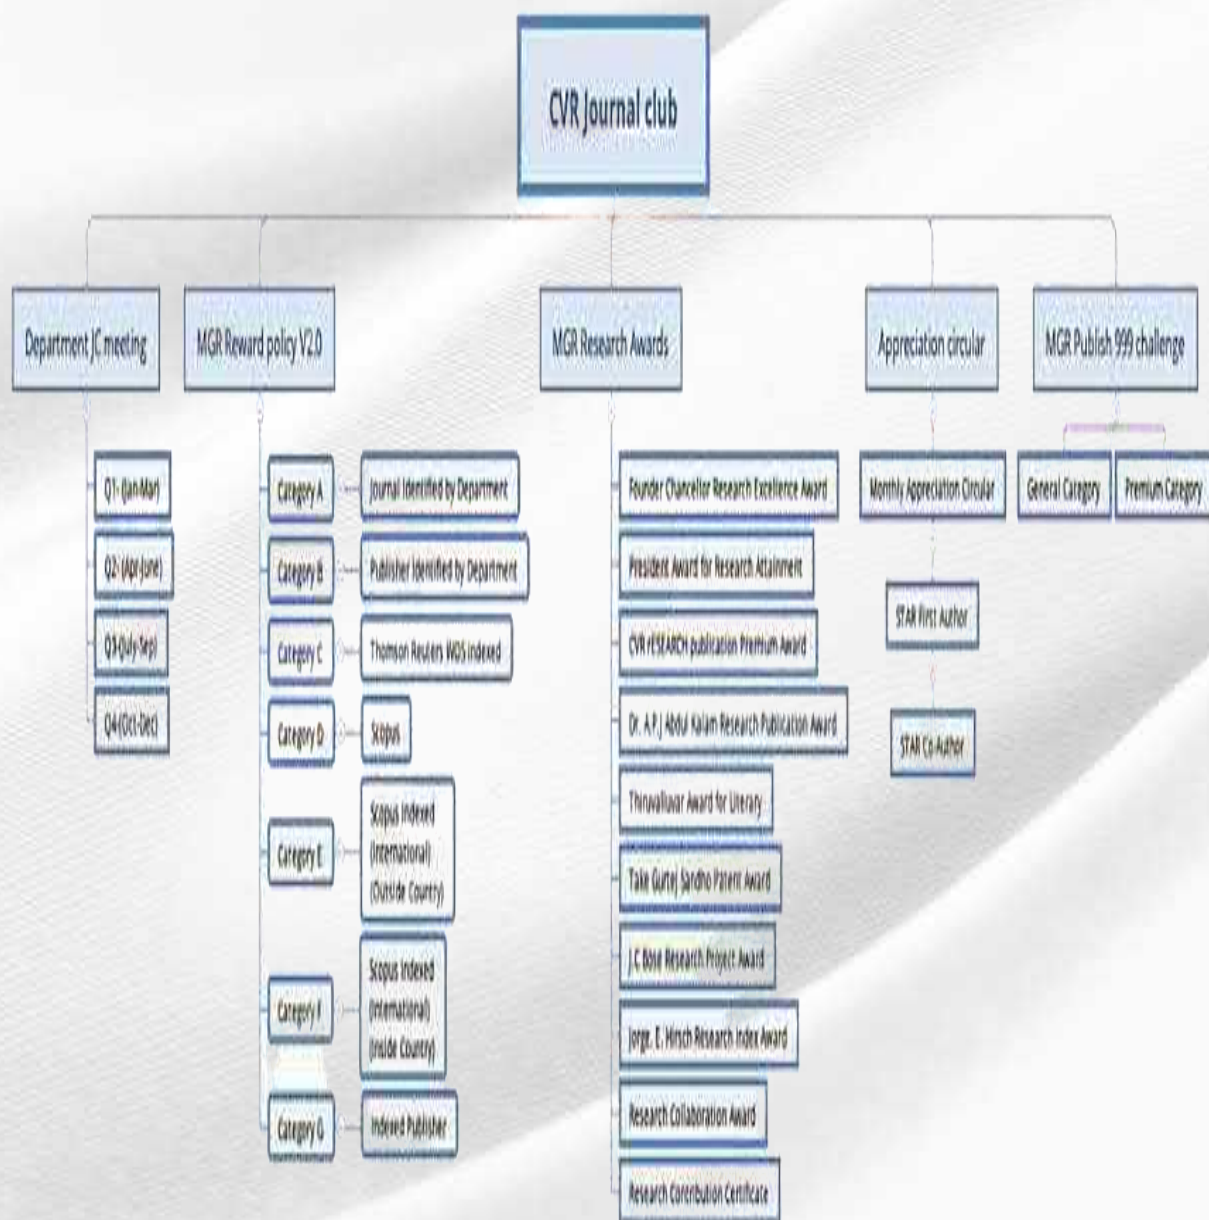 CVR Journal club
Department JC meeting
MGR Reward policy V2.0
MGR Research Awards
Appreciation circular
MGR Publish 999 challenge
Q1- (Jan-Mar)
Q2- (Apr-June)
Q3-(July-Sep)
Q4-(Oct-Dec)
Category A
Journal Identified by Department
Category B
Publisher Identified by Department
Category C
Thomson Reuters WOS Indexed
Category D
Scopus
Category E
Scopus Indexed
(International)
(Outside Country)
Category F
Scopus Indexed
(International)
(Inside Country)
Category G
Indexed Publisher
Founder Chancellor Research Excellence Award
President Award for Research Attainment
CVR rESEARCH publication Premium Award
Dr. A.P.J Abdul Kalam Research Publication Award
Thiruvalluvar Award for Literary
Take Gurtej Sandho Patent Award
J.C Bose Research Project Award
Jorge. E. Hirsch Research Index Award
Research Collaboration Award
Research Contribution Certificate
Monthly Appreciation Circular
STAR First Author
STAR Co-Author
General Category
Premium Category